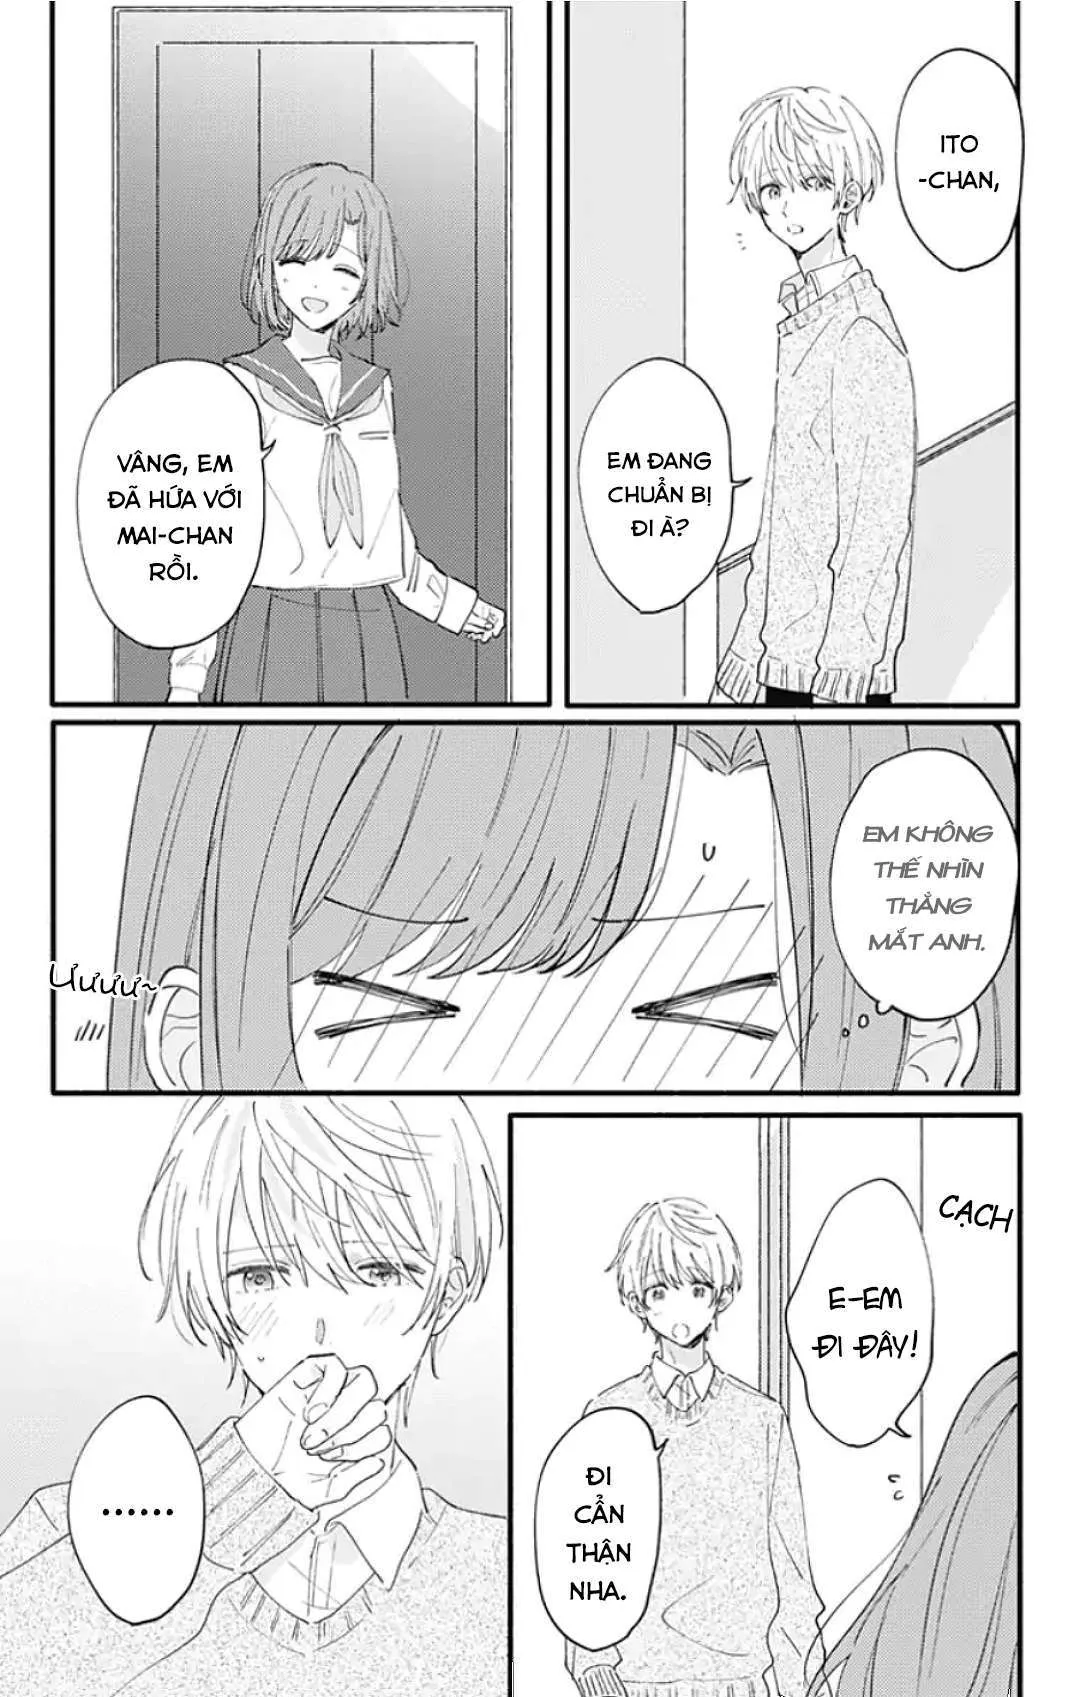 ITO
-CHAN,
EM ĐANG
CHUẨN BỊ
ĐI À?
VÂNG, EM
ĐÃ HỨA VỚI
MAI-CHAN
RỒI.
EM KHÔNG
THẾ NHÌN
THẲNG
MẮT ANH.
Ưưưư~
CẠCH
E-EM
ĐI ĐÂY!
ĐI
CẨN
THẬN
NHA.
......